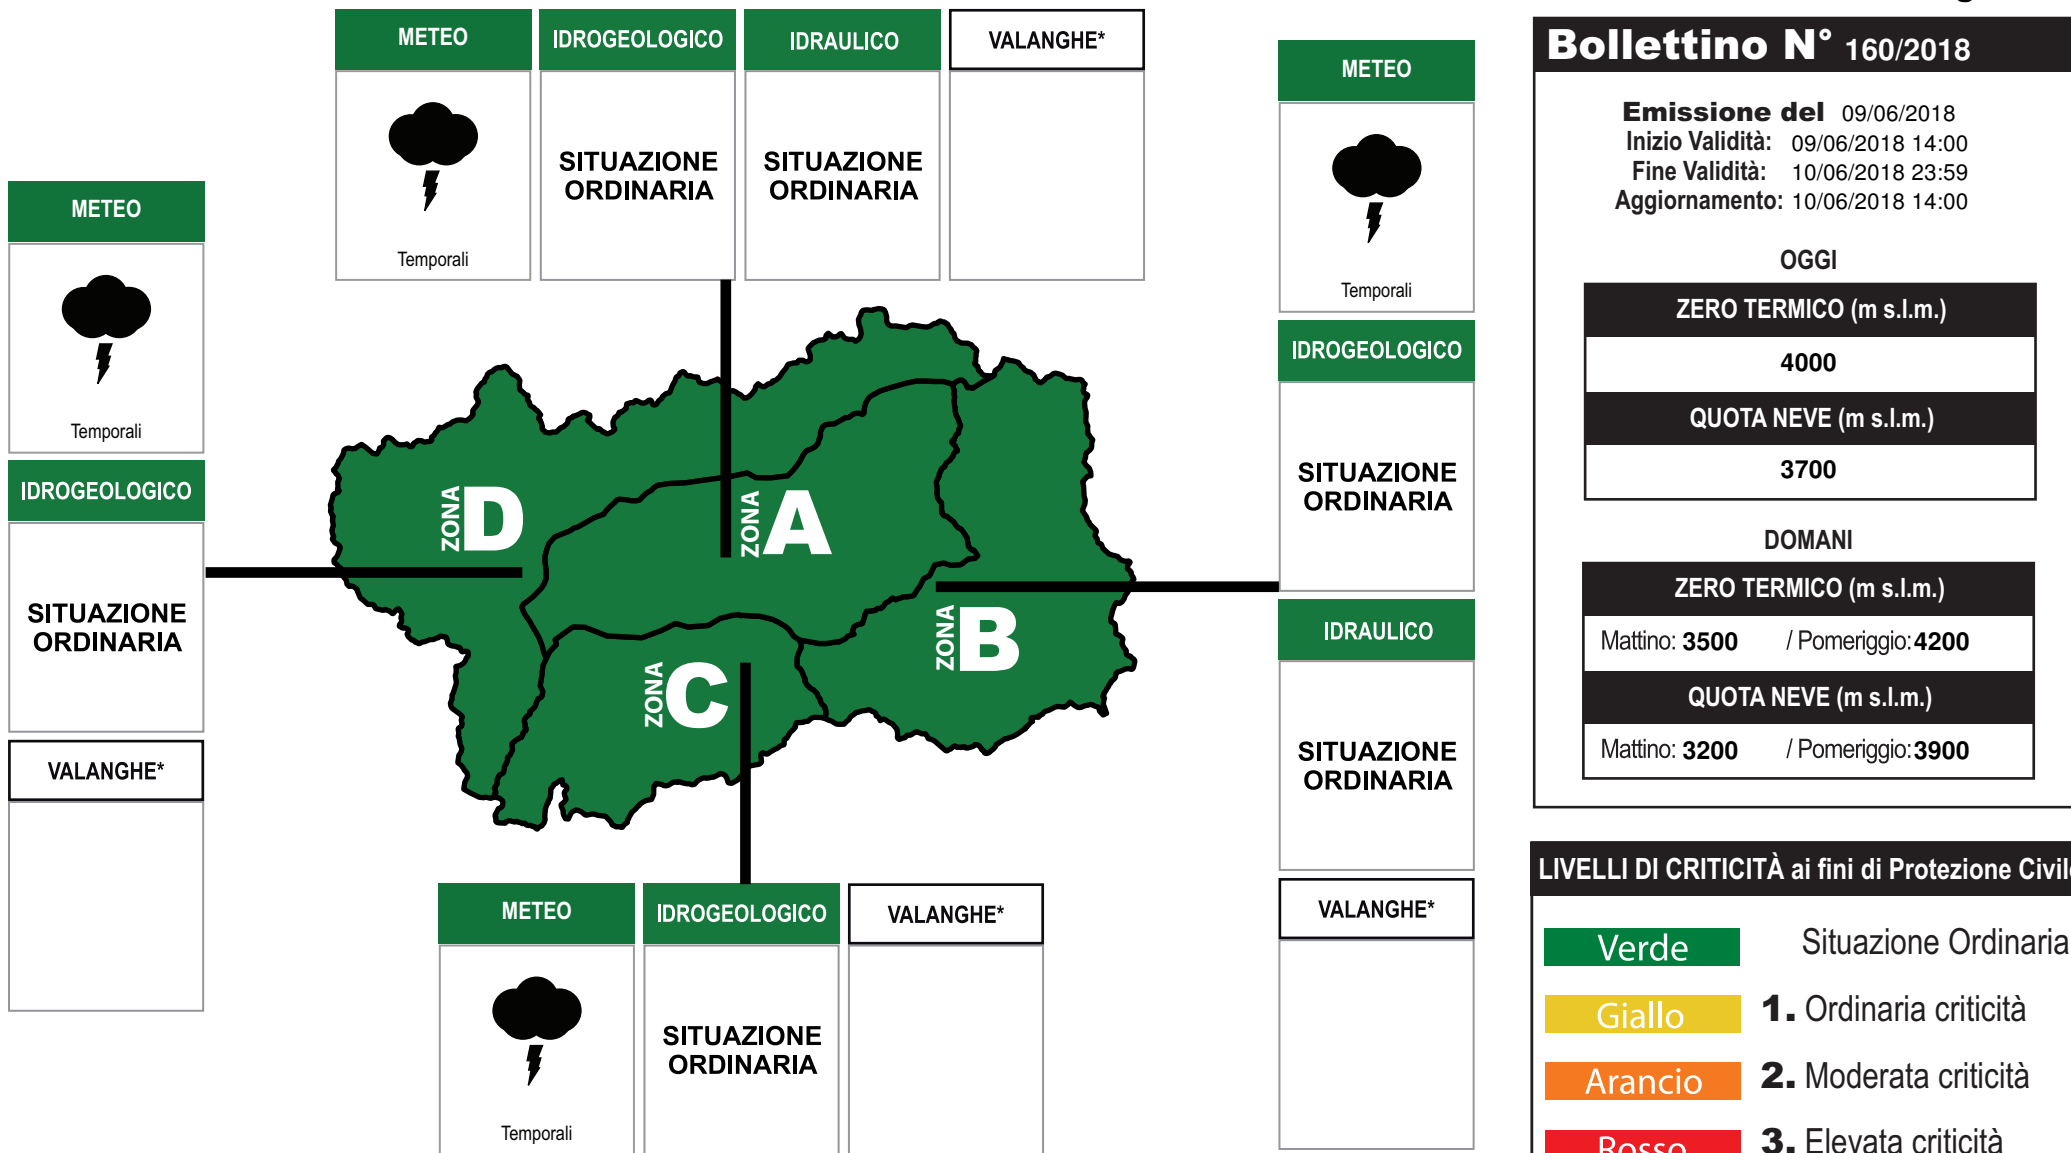 METEO
IDROGEOLOGICO
IDRAULICO
VALANGHE*
Temporali
SITUAZIONE
ORDINARIA
SITUAZIONE
ORDINARIA
METEO
Temporali
IDROGEOLOGICO
SITUAZIONE
ORDINARIA
VALANGHE*
ZONA D
ZONA A
ZONA B
ZONA C
METEO
Temporali
IDROGEOLOGICO
SITUAZIONE
ORDINARIA
IDRAULICO
SITUAZIONE
ORDINARIA
VALANGHE*
METEO
IDROGEOLOGICO
VALANGHE*
Temporali
SITUAZIONE
ORDINARIA
Bollettino N° 160/2018
Emissione del 09/06/2018
Inizio Validità: 09/06/2018 14:00
Fine Validità: 10/06/2018 23:59
Aggiornamento: 10/06/2018 14:00
OGGI
ZERO TERMICO (m s.l.m.)
4000
QUOTA NEVE (m s.l.m.)
3700
DOMANI
ZERO TERMICO (m s.l.m.)
Mattino: 3500 / Pomeriggio: 4200
QUOTA NEVE (m s.l.m.)
Mattino: 3200 / Pomeriggio: 3900
LIVELLI DI CRITICITÀ ai fini di Protezione Civile
Verde Situazione Ordinaria
Giallo 1. Ordinaria criticità
Arancio 2. Moderata criticità
Rosso 3. Elevata criticità